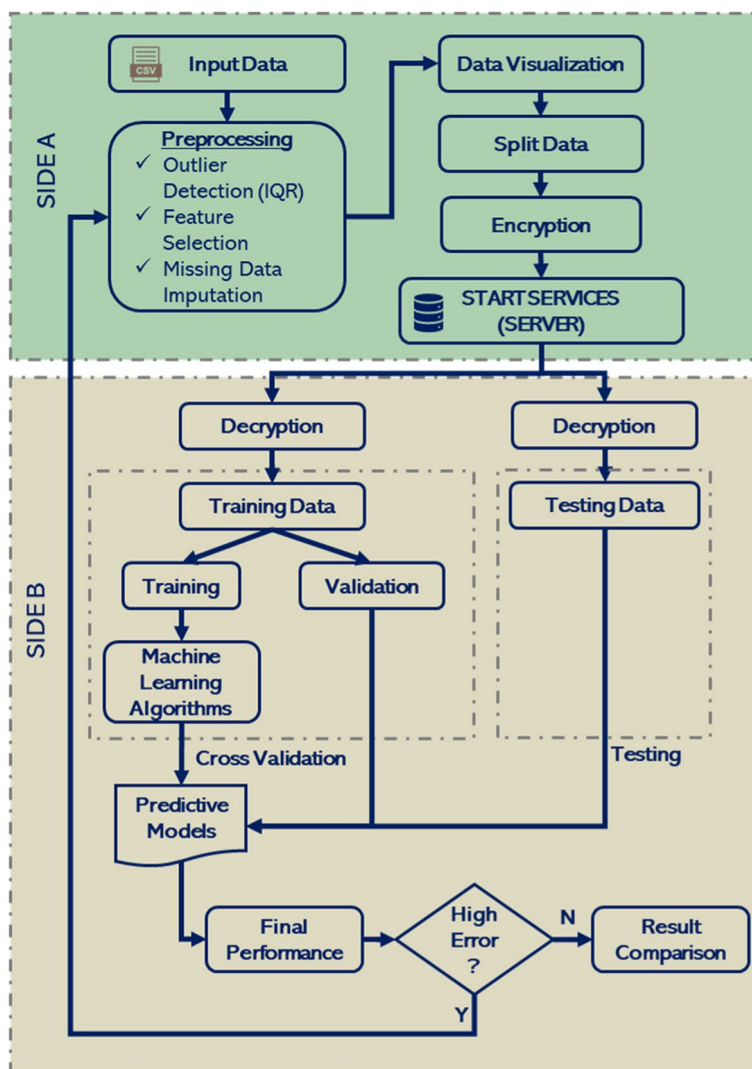 SIDE A
CSV
Input Data
Preprocessing
✓ Outlier
Detection (IQR)
✓ Feature
Selection
✓ Missing Data
Imputation
Data Visualization
Split Data
Encryption
START SERVICES
(SERVER)
SIDE B
Decryption
Decryption
Training Data
Testing Data
Training
Validation
Machine
Learning
Algorithms
Cross Validation
Testing
Predictive
Models
Final
Performance
High
Error
?
N
Result
Comparison
Y